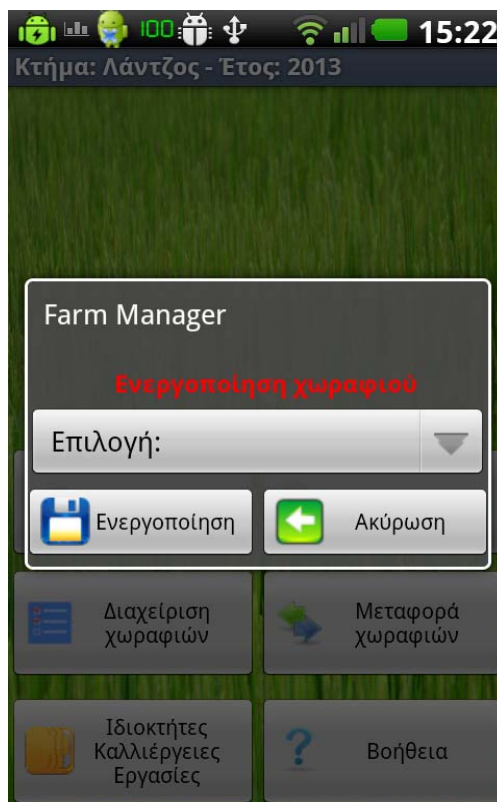 100
15:22
Κτήμα: Λάντζος - Έτος: 2013
Farm Manager
Ενεργοποίηση χωραφιού
Επιλογή:
Ενεργοποίηση
Ακύρωση
Διαχείριση
χωραφιών
Μεταφορά
χωραφιών
Ιδιοκτήτες
Καλλιέργειες
Εργασίες
Βοήθεια